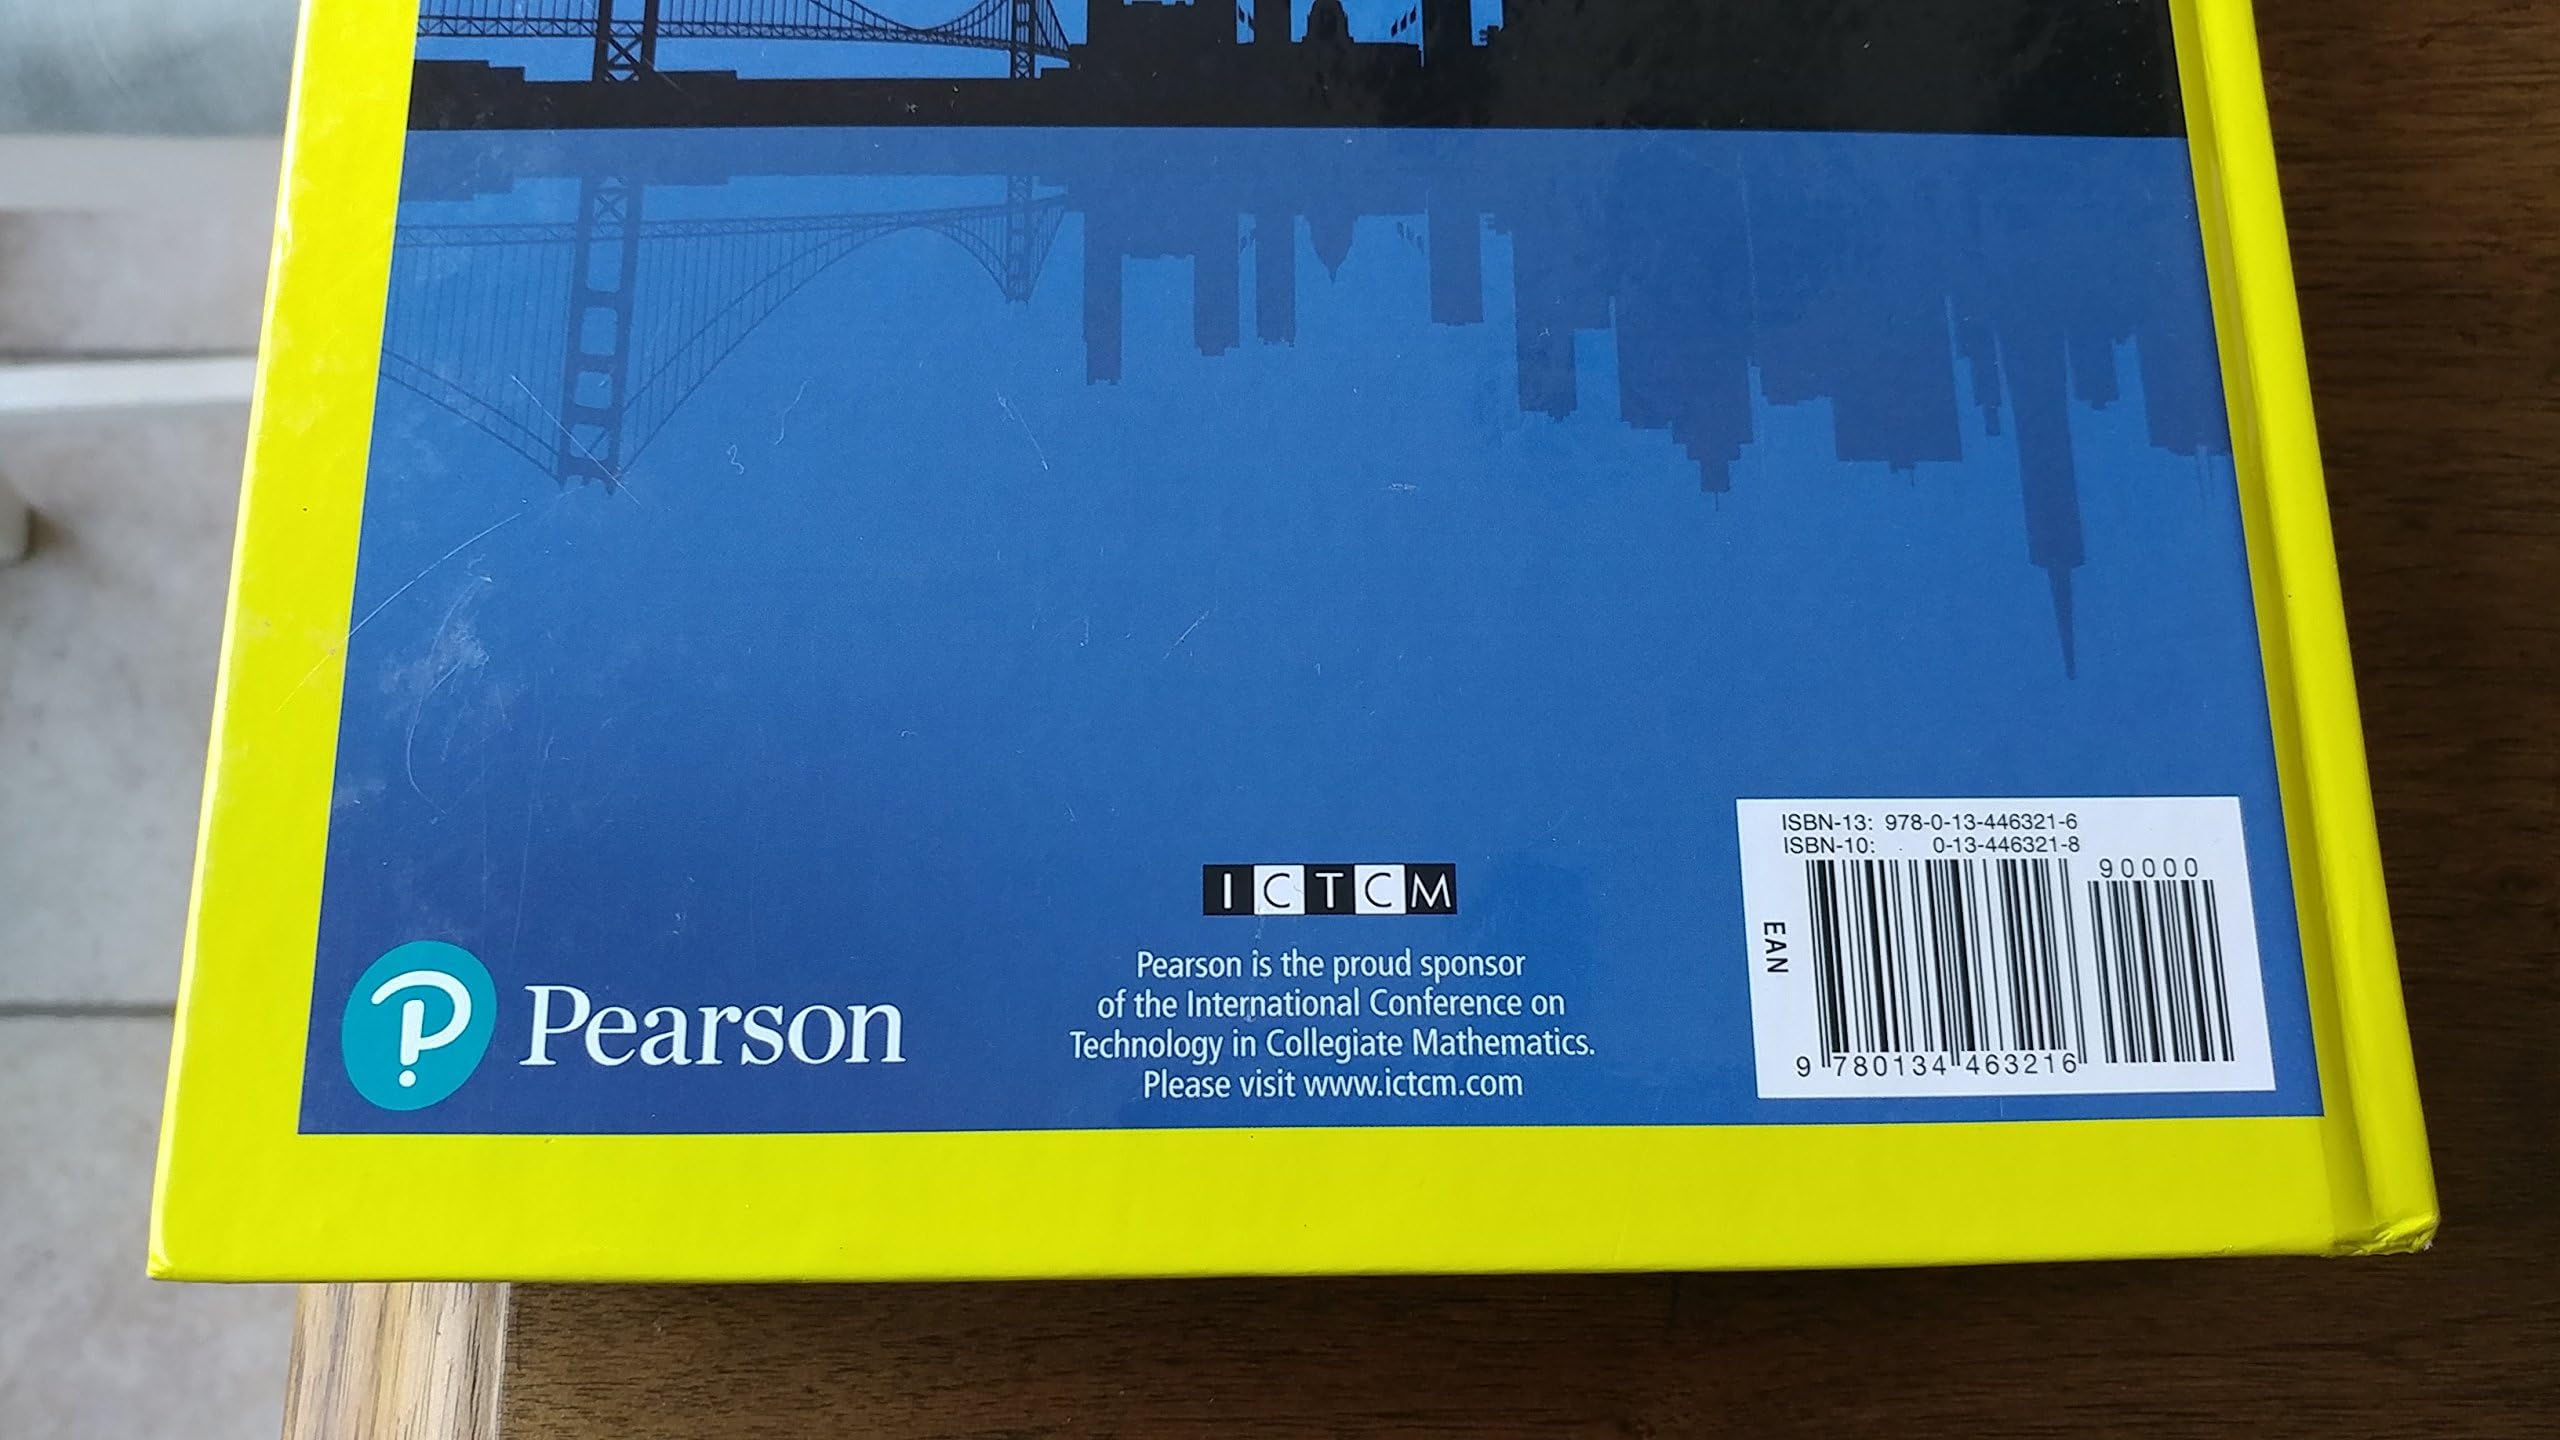 ICTCM
Pearson is the proud sponsor
of the International Conference on
Technology in Collegiate Mathematics.
Please visit www.ictcm.com
Pearson
ISBN-13: 978-0-13-446321-6
ISBN-10: 0-13-446321-8
90000
EAN
9 780134 463216